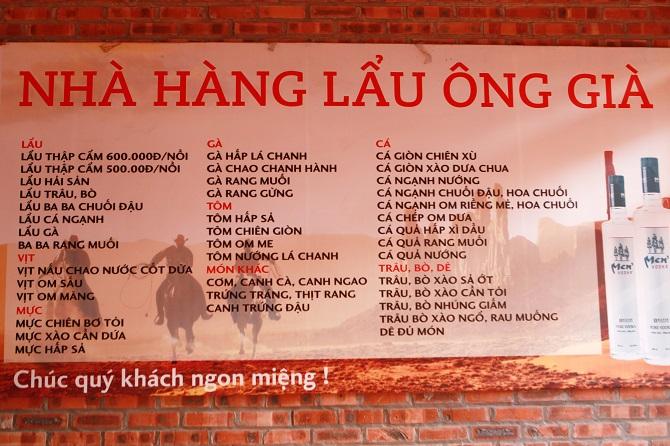 NHÀ HÀNG LẨU ÔNG GIÀ
LẨU
LẨU THẬP CẨM 600.000Đ/NỒI
LẨU THẬP CẨM 500.00Đ/NỒI
LẨU HẢI SẢN
LẨU TRÂU, BÒ
LẨU BA BA CHUỐI ĐẬU
LẨU CÁ NGẠNH
LẨU GÀ
BA BA RANG MUỐI
VỊT
VỊT NẤU CHAO NƯỚC CỐT DỪA
VỊT OM SẤU
VỊT OM MĂNG
MỰC
MỰC CHIÊN BƠ TỎI
MỰC XÀO CẦN DỨA
MỰC HẤP SẢ
GÀ
GÀ HẤP LÁ CHANH
GÀ CHAO CHANH HÀNH
GÀ RANG MUỐI
GÀ RANG GỪNG
TÔM
TÔM HẤP SẢ
TÔM CHIÊN GIÒN
TÔM OM ME
TÔM NƯỚNG LÁ CHANH
MÓN KHÁC
CƠM, CANH CÀ, CANH NGAO
TRỨNG TRÁNG, THỊT RANG
CANH TRỨNG ĐẬU
CÁ
CÁ GIÒN CHIÊN XÙ
CÁ GIÒN XÀO DƯA CHUA
CÁ NGẠNH NƯỚNG
CÁ NGẠNH CHUỐI ĐẬU, HOA CHUỐI
CÁ NGẠNH OM RIỀNG MẺ, HOA CHUỐI
CÁ CHÉP OM DƯA
CÁ QUẢ HẤP XÌ DẦU
CÁ QUẢ RANG MUỐI
CÁ QUẢ NƯỚNG
TRÂU, BÒ, DÊ
TRÂU, BÒ XÀO SẢ ỚT
TRÂU, BÒ XÀO CẦN TỎI
TRÂU, BÒ NHÚNG GIẤM
TRÂU BÒ XÀO NGỔ, RAU MUỐNG
DÊ ĐỦ MÓN
Men'
VODKA
Men'
VODKA
Chúc quý khách ngon miệng !